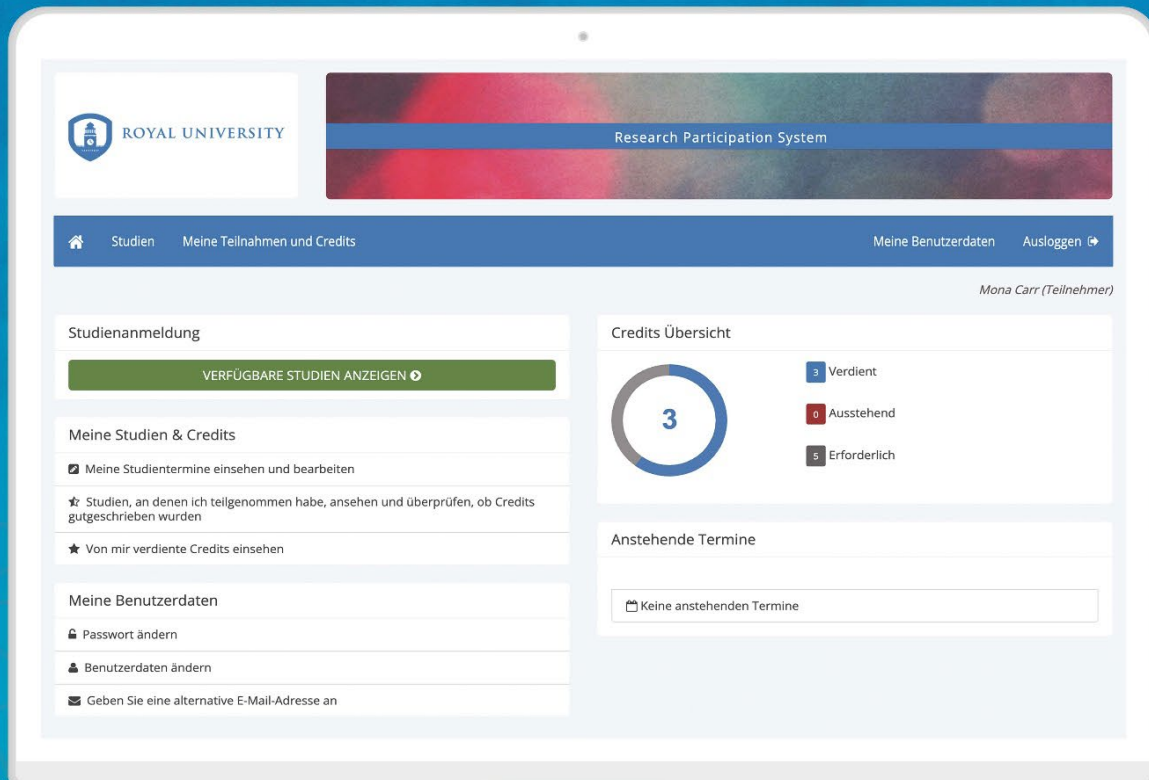 ROYAL UNIVERSITY
Research Participation System
Studien Meine Teilnahmen und Credits Meine Benutzerdaten Ausloggen
Mona Carr (Teilnehmer)
Studienanmeldung
VERFÜGBARE STUDIEN ANZEIGEN
Meine Studien & Credits
Meine Studientermine einsehen und bearbeiten
Studien, an denen ich teilgenommen habe, ansehen und überprüfen, ob Credits
gutgeschrieben wurden
Von mir verdiente Credits einsehen
Meine Benutzerdaten
Passwort ändern
Benutzerdaten ändern
Geben Sie eine alternative E-Mail-Adresse an
Credits Übersicht
3
3 Verdient
0 Ausstehend
5 Erforderlich
Anstehende Termine
Keine anstehenden Termine